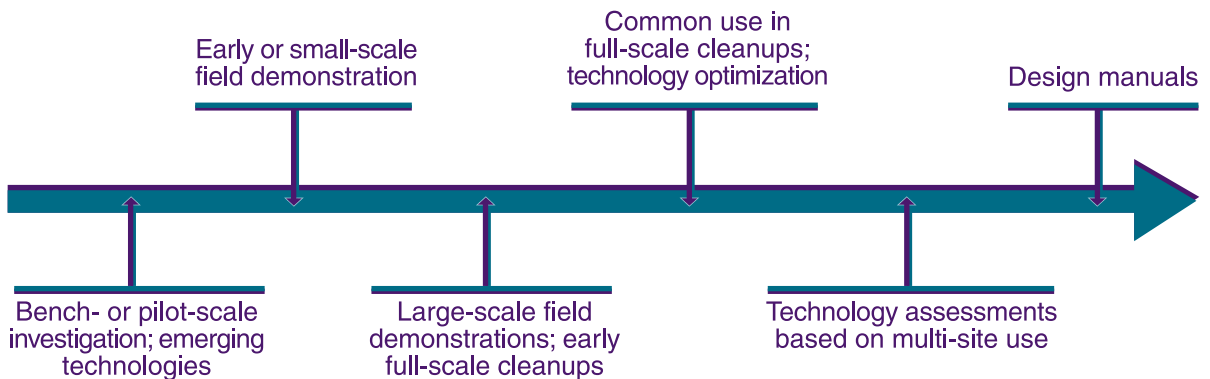 Early or small-scale
field demonstration
Common use in
full-scale cleanups;
technology optimization
Design manuals
Bench- or pilot-scale
investigation; emerging
technologies
Large-scale field
demonstrations; early
full-scale cleanups
Technology assessments
based on multi-site use